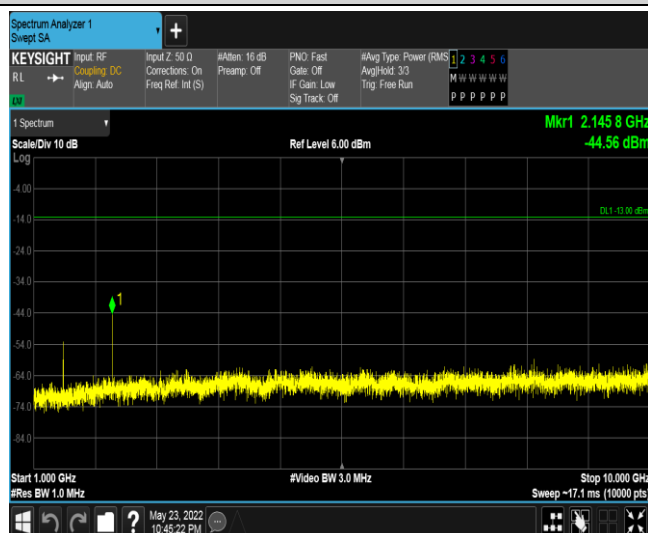 Spectrum Analyzer 1
Swept SA
+
KEYSIGHT
RL
LXI
Input: RF
Coupling: DC
Align: Auto
Input Z: 50 Ω
Corrections: On
Freq Ref: Int (S)
#Atten: 16 dB
Preamp: Off
PNO: Fast
Gate: Off
IF Gain: Low
Sig Track: Off
#Avg Type: Power (RMS
Avg|Hold: 3/3
Trig: Free Run
1 2 3 4 5 6
M W W W W W
P P P P P P
1 Spectrum
Mkr1 2.145 8 GHz
Scale/Div 10 dB
Ref Level 6.00 dBm
-44.56 dBm
Log
-4.00
DL1 -13.00 dBm
-14.0
-24.0
-34.0
1
-44.0
-54.0
-64.0
-74.0
-84.0
Start 1.000 GHz
#Video BW 3.0 MHz
Stop 10.000 GHz
#Res BW 1.0 MHz
Sweep ~17.1 ms (10000 pts)
?
May 23, 2022
10:45:22 PM